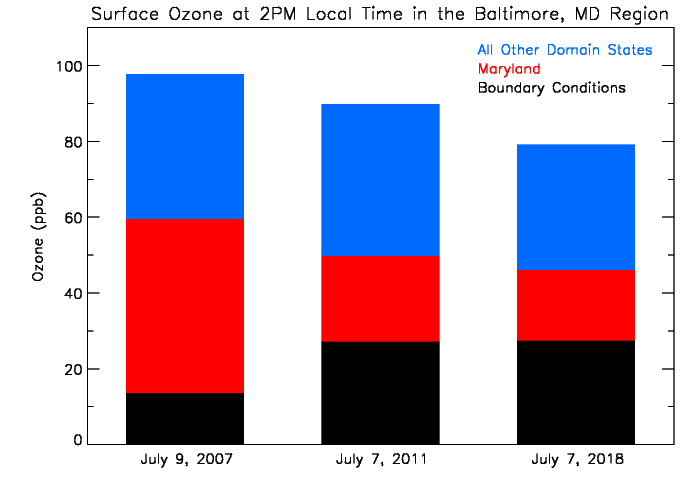 Surface Ozone at 2PM Local Time in the Baltimore, MD Region
All Other Domain States
Maryland
Boundary Conditions
Ozone (ppb)
100
80
60
40
20
0
July 9, 2007
July 7, 2011
July 7, 2018